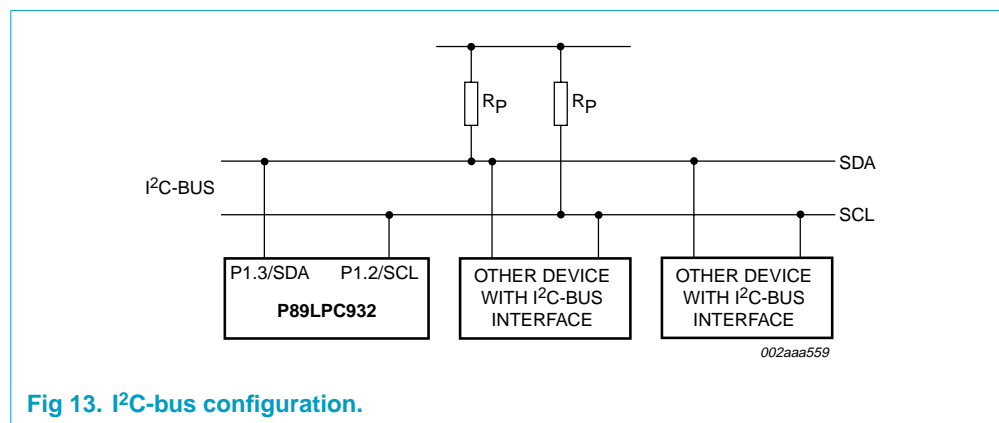 RP RP
SDA
I2C-BUS
SCL
P1.3/SDA P1.2/SCL
P89LPC932
OTHER DEVICE
WITH I2C-BUS
INTERFACE
OTHER DEVICE
WITH I2C-BUS
INTERFACE
002aaa559
Fig 13. I2C-bus configuration.